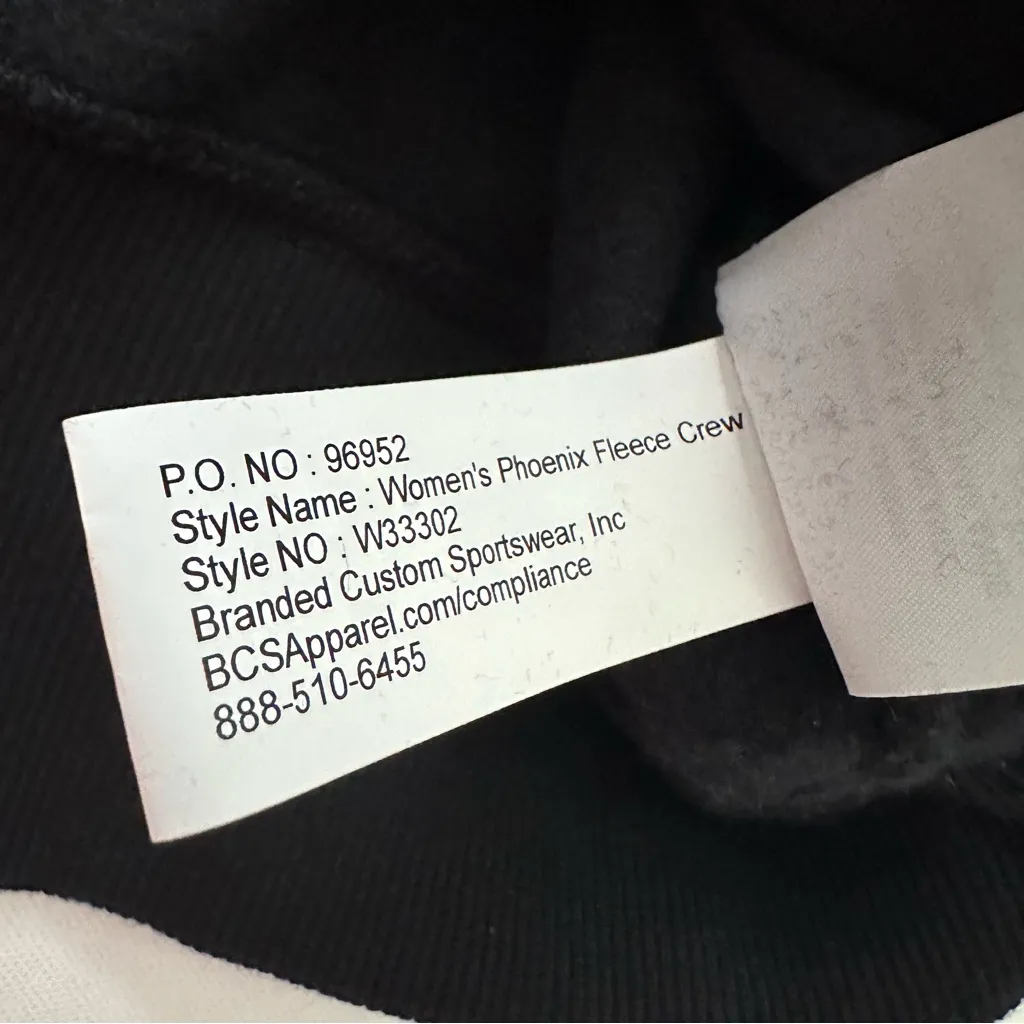 P.O. NO : 96952
Style Name : Women's Phoenix Fleece Crew
Style NO : W33302
Branded Custom Sportswear, Inc
BCSApparel.com/compliance
888-510-6455